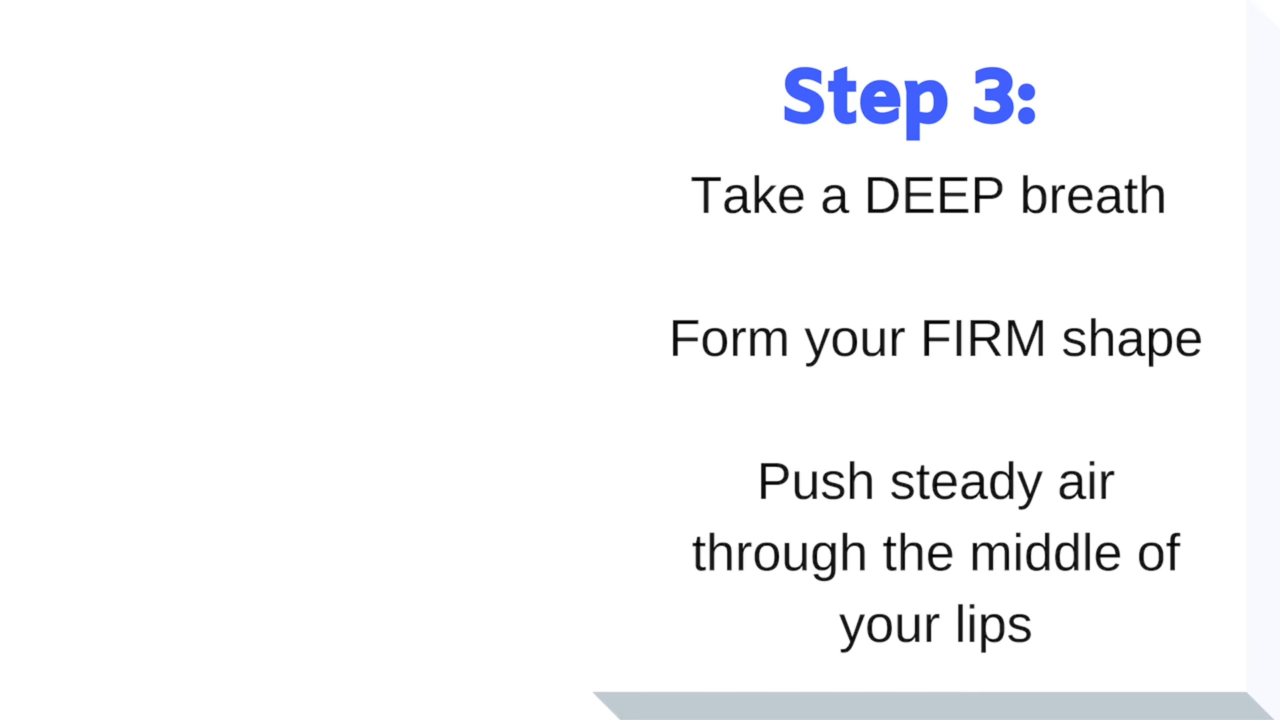 Step 3:
Take a DEEP breath
Form your FIRM shape
Push steady air
through the middle of
your lips